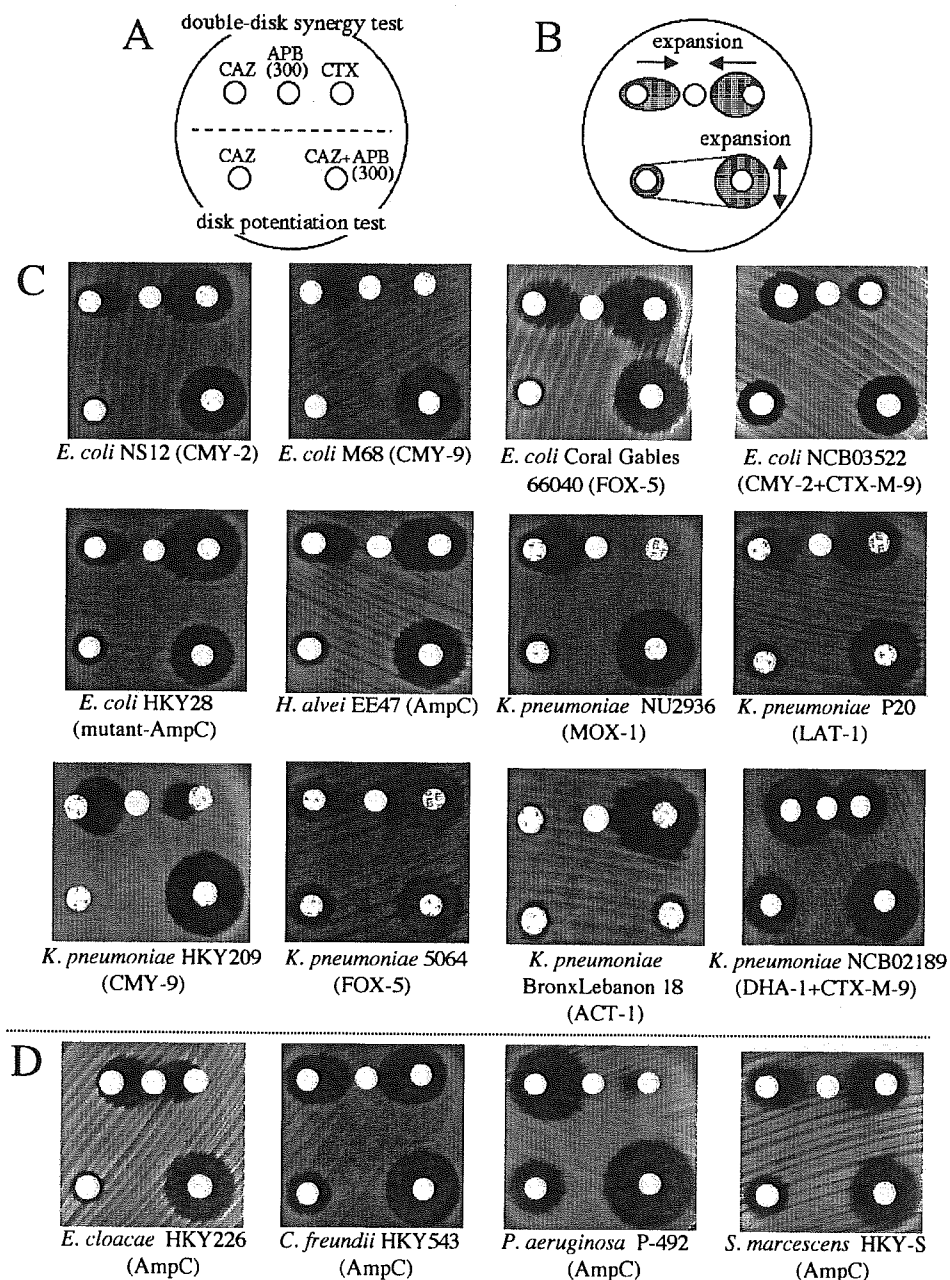 A
double-disk synergy test
CAZ
APB
(300)
CTX
CAZ
CAZ+APB
(300)
disk potentiation test
B
expansion
expansion
C
E. coli NS12 (CMY-2)
E. coli M68 (CMY-9)
E. coli Coral Gables
66040 (FOX-5)
E. coli NCB03522
(CMY-2+CTX-M-9)
E. coli HKY28
(mutant-AmpC)
H. alvei EE47 (AmpC)
K. pneumoniae NU2936
(MOX-1)
K. pneumoniae P20
(LAT-1)
K. pneumoniae HKY209
(CMY-9)
K. pneumoniae 5064
(FOX-5)
K. pneumoniae
BronxLebanon 18
(ACT-1)
K. pneumoniae NCB02189
(DHA-1+CTX-M-9)
D
E. cloacae HKY226
(AmpC)
C. freundii HKY543
(AmpC)
P. aeruginosa P-492
(AmpC)
S. marcescens HKY-S
(AmpC)